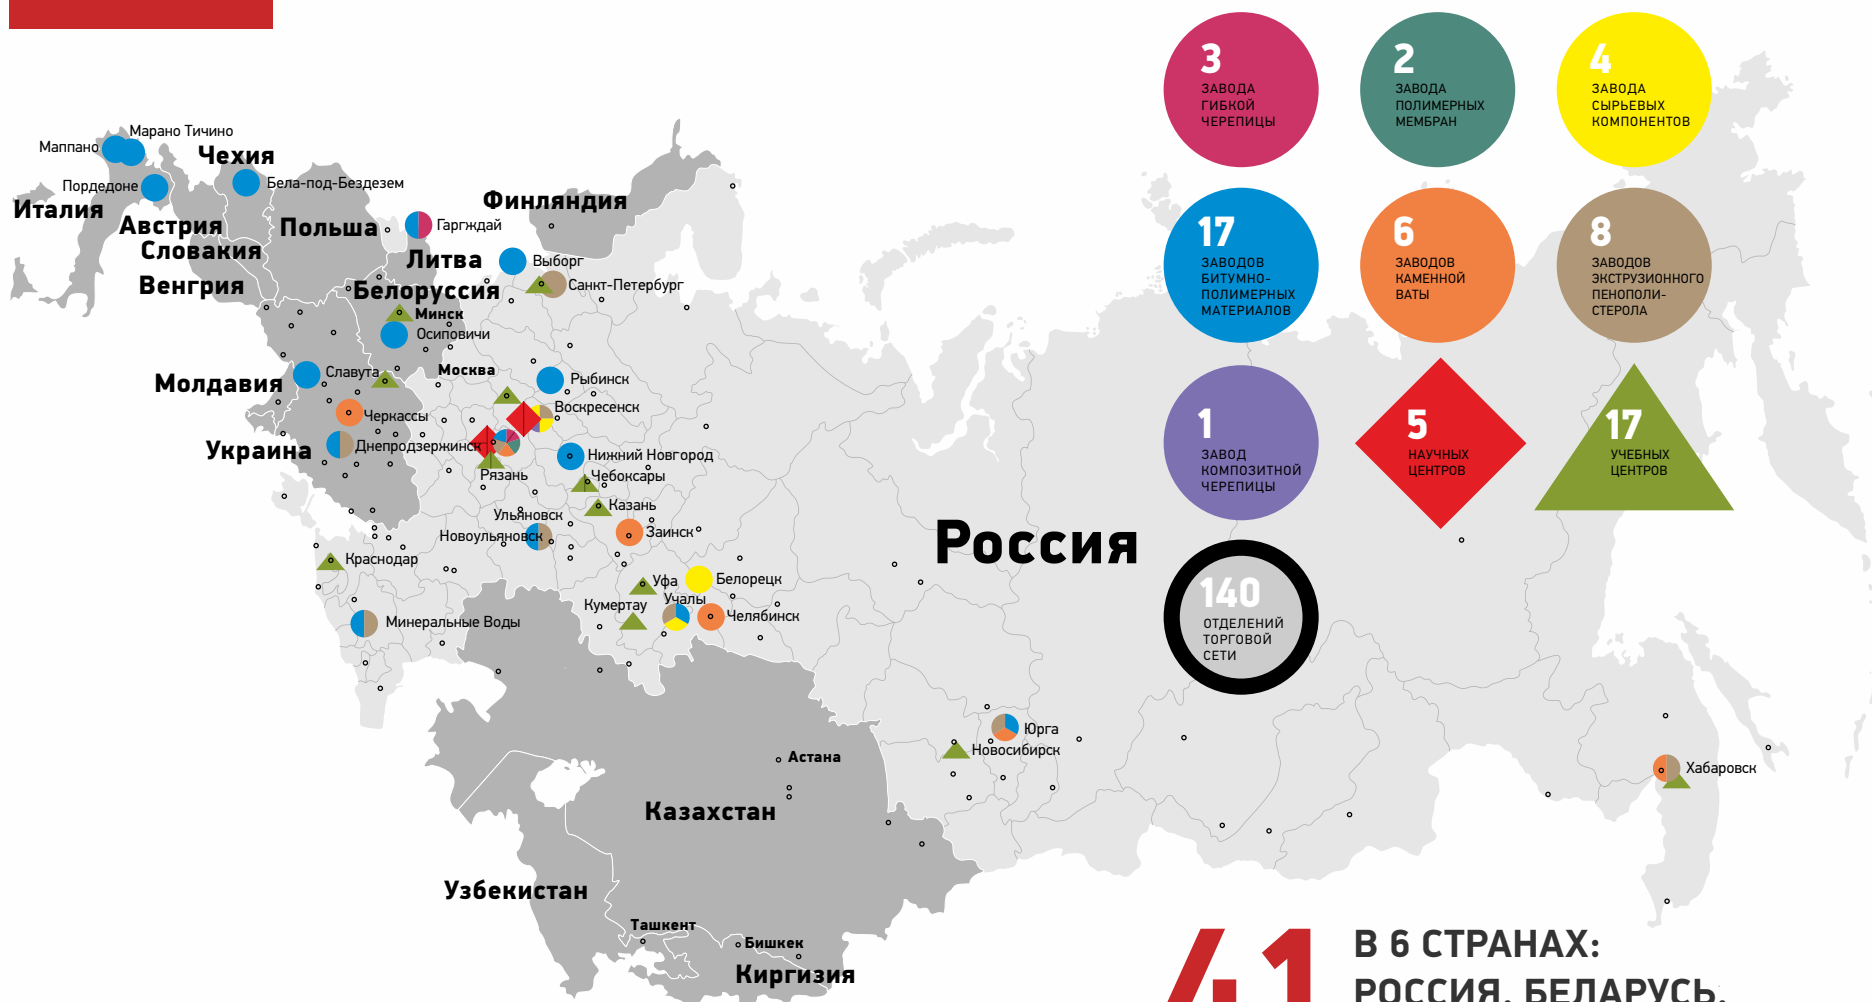 3
ЗАВОДА
ГИБКОЙ
ЧЕРЕПИЦЫ
2
ЗАВОДА
ПОЛИМЕРНЫХ
МЕМБРАН
4
ЗАВОДА
СЫРЬЕВЫХ
КОМПОНЕНТОВ
17
ЗАВОДОВ
БИТУМНО-
ПОЛИМЕРНЫХ
МАТЕРИАЛОВ
6
ЗАВОДОВ
КАМЕННОЙ
ВАТЫ
8
ЗАВОДОВ
ЭКСТРУЗИОННОГО
ПЕНОПОЛИ-
СТЕРОЛА
1
ЗАВОД
КОМПОЗИТНОЙ
ЧЕРЕПИЦЫ
5
НАУЧНЫХ
ЦЕНТРОВ
17
УЧЕБНЫХ
ЦЕНТРОВ
140
ОТДЕЛЕНИЙ
ТОРГОВОЙ
СЕТИ
Марано Тичино
Маппано
Чехия
Пордедоне
Бела-под-Бездезем
Италия
Австрия
Словакия
Венгрия
Польша
Финляндия
Гаргждай
Литва
Выборг
Санкт-Петербург
Белоруссия
Минск
Осиповичи
Москва
Славута
Рыбинск
Молдавия
Воскресенск
Черкассы
Украина
Днепродзержинск
Нижний Новгород
Рязань
Чебоксары
Казань
Ульяновск
Новоульяновск
Заинск
Россия
Краснодар
Уфа
Белорецк
Учалы
Кумертау
Челябинск
Минеральные Воды
Юрга
Новосибирск
Хабаровск
Астана
Казахстан
Узбекистан
Ташкент
Бишкек
Киргизия
41
В 6 СТРАНАХ:
РОССИЯ, БЕЛАРУСЬ,